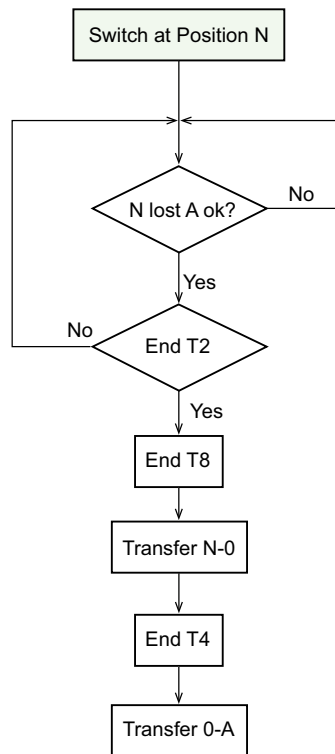 Switch at Position N
N lost A ok?
No
Yes
No
End T2
Yes
End T8
Transfer N-0
End T4
Transfer 0-A